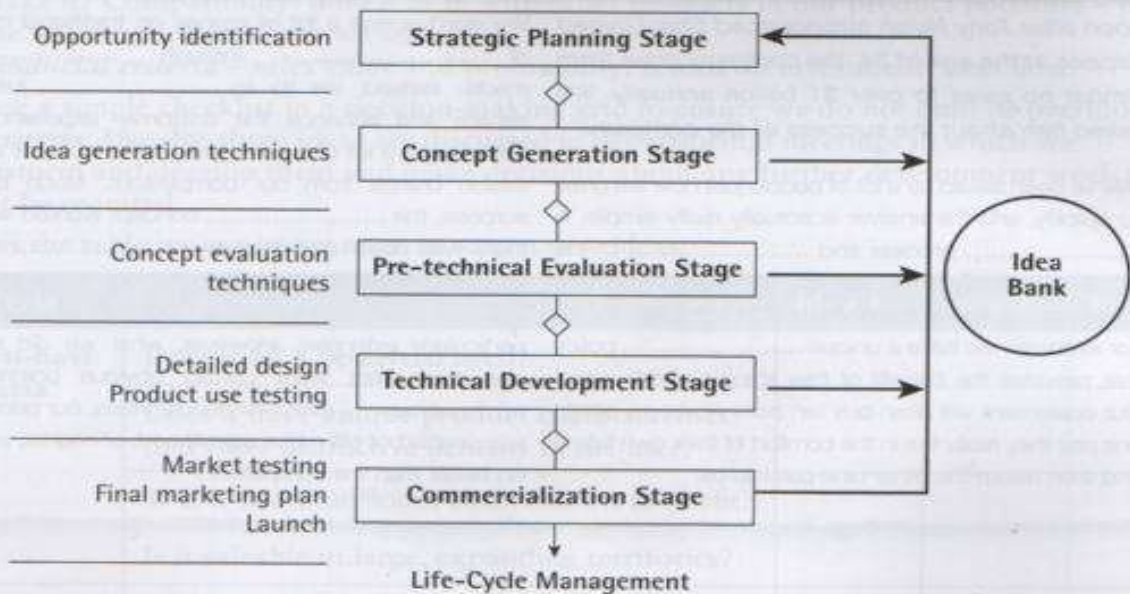 Opportunity identification
Strategic Planning Stage
Idea generation techniques
Concept Generation Stage
Concept evaluation
techniques
Pre-technical Evaluation Stage
Idea
Bank
Detailed design
Product use testing
Technical Development Stage
Market testing
Final marketing plan
Launch
Commercialization Stage
Life-Cycle Management